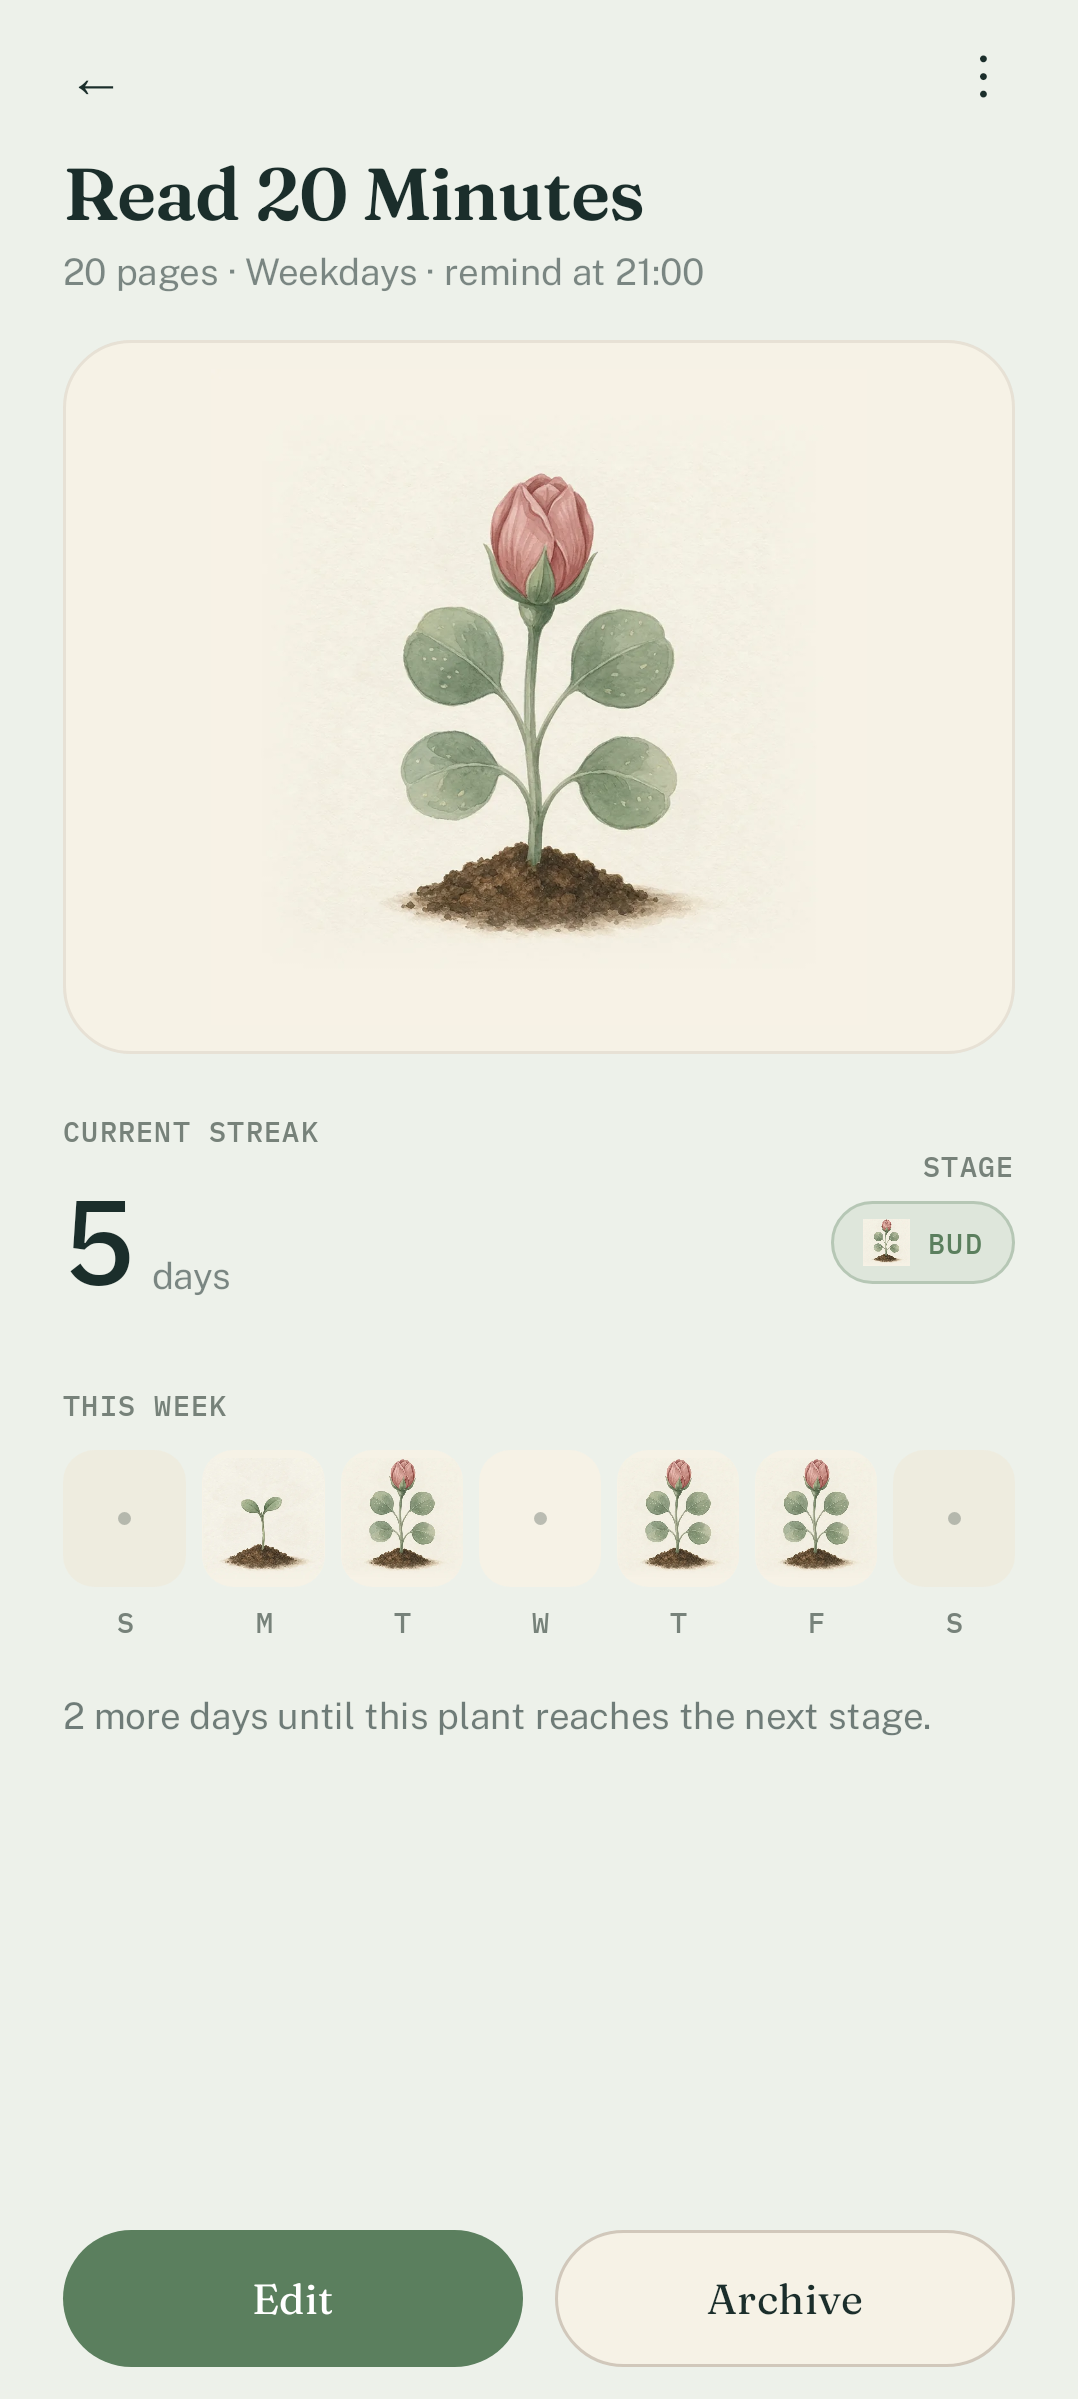 Read 20 Minutes
20 pages · Weekdays · remind at 21:00
CURRENT STREAK
STAGE
5 days
BUD
THIS WEEK
S M T W T F S
2 more days until this plant reaches the next stage.
Edit
Archive